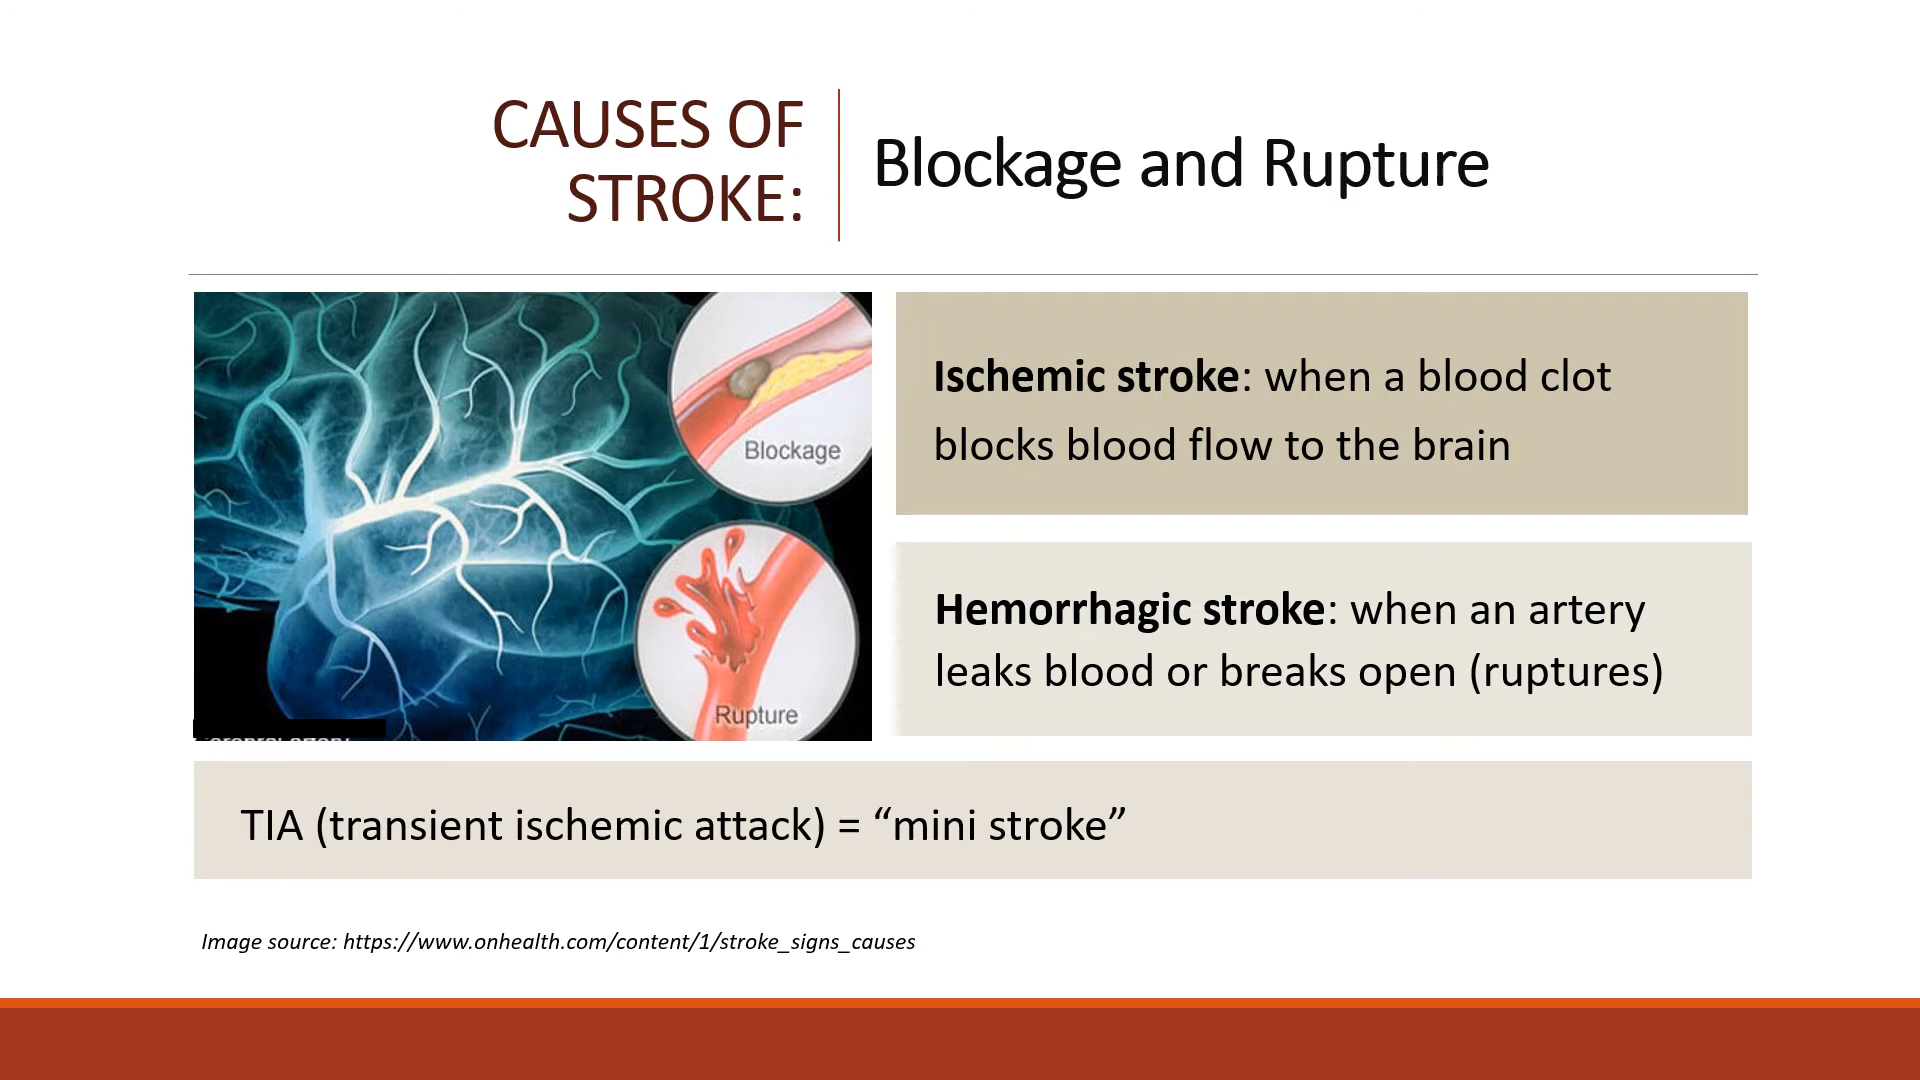 CAUSES OF
STROKE:
Blockage and Rupture
Blockage
Rupture
Ischemic stroke: when a blood clot
blocks blood flow to the brain
Hemorrhagic stroke: when an artery
leaks blood or breaks open (ruptures)
TIA (transient ischemic attack) = “mini stroke”
Image source: https://www.onhealth.com/content/1/stroke_signs_causes